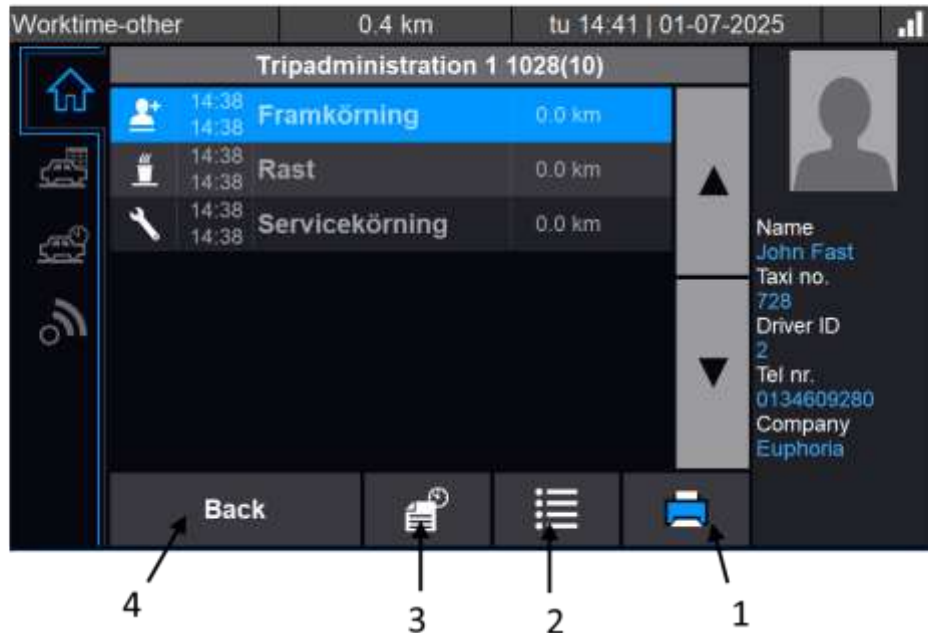 Worktime-other 0.4 km tu 14:41 | 01-07-2025
Tripadministration 1 1028(10)
14:38
14:38
Framkörning 0.0 km
14:38
14:38
Rast 0.0 km
14:38
14:38
Servicekörning 0.0 km
Name
John Fast
Taxi no.
728
Driver ID
2
Tel nr.
0134609280
Company
Euphoria
Back
4 3 2 1